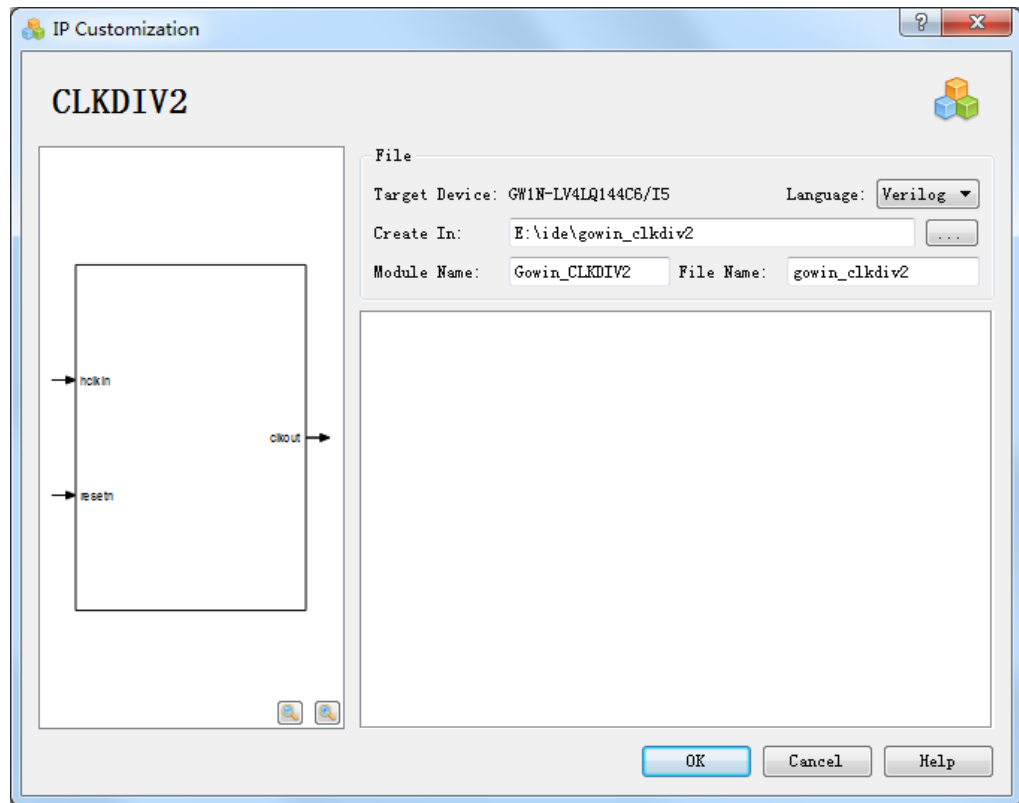 IP Customization
CLKDIV2
File
Target Device: GW1N-LV4LQ144C6/I5 Language: Verilog
Create In: E:\ide\gowin_clkdiv2 ...
Module Name: Gowin_CLKDIV2 File Name: gowin_clkdiv2
hclkin
clkout
resetn
OK Cancel Help